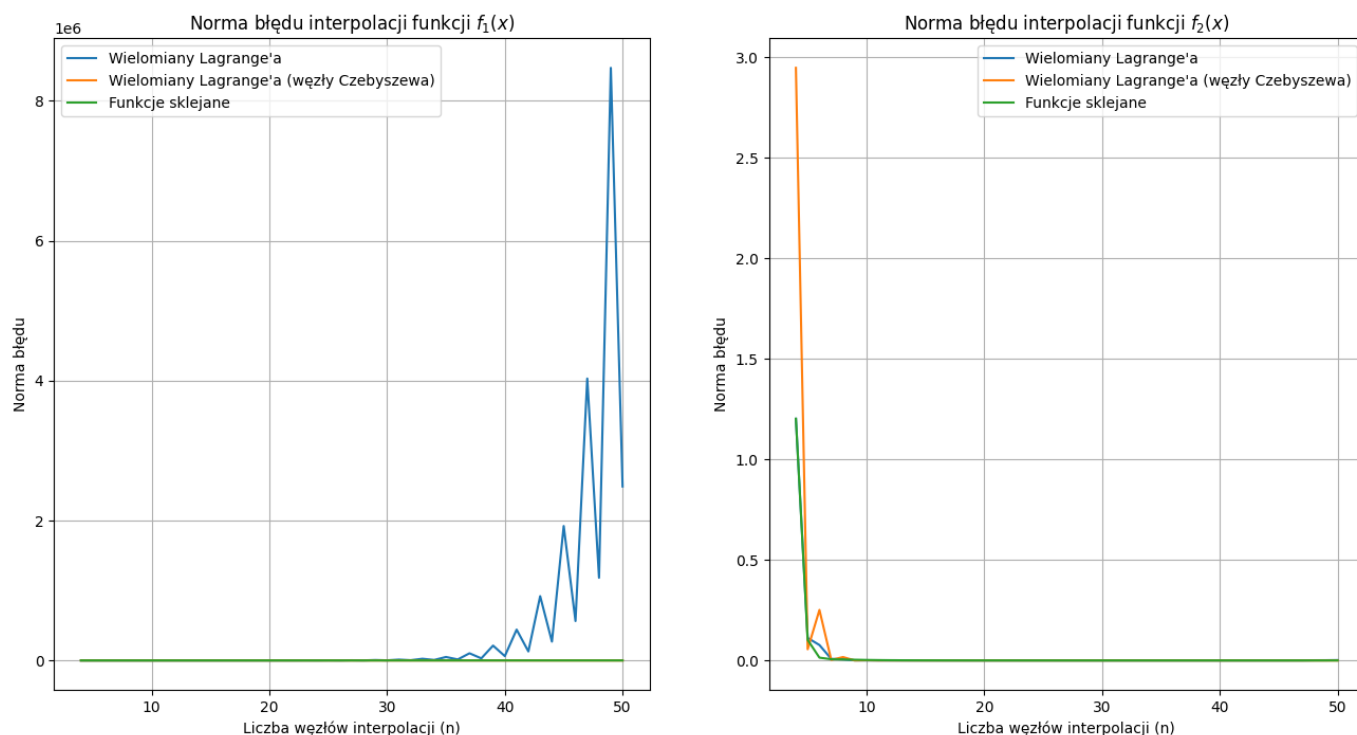 Norma błędu interpolacji funkcji f₁(x)
1e6
Wielomiany Lagrange'a
Wielomiany Lagrange'a (węzły Czebyszewa)
Funkcje sklejane
8
6
4
2
0
Norma błędu
10 20 30 40 50
Liczba węzłów interpolacji (n)
Norma błędu interpolacji funkcji f₂(x)
Wielomiany Lagrange'a
Wielomiany Lagrange'a (węzły Czebyszewa)
Funkcje sklejane
3.0
2.5
2.0
1.5
1.0
0.5
0.0
Norma błędu
10 20 30 40 50
Liczba węzłów interpolacji (n)